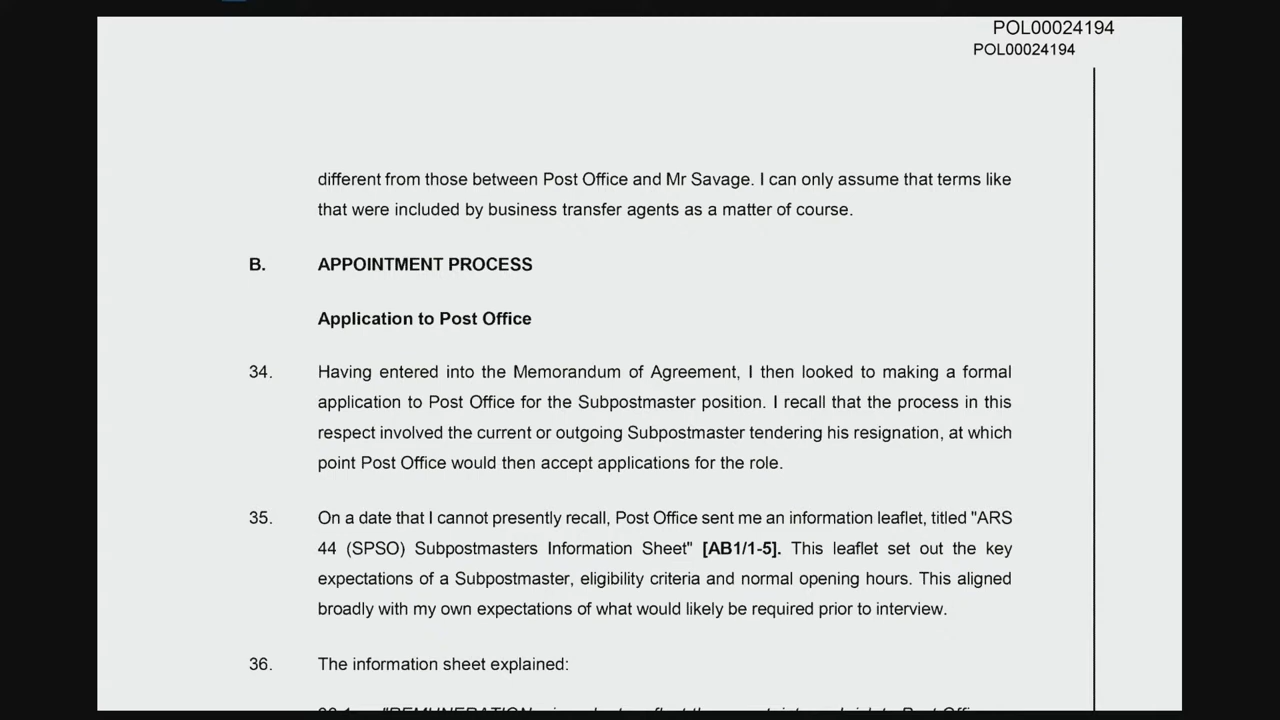 POL00024194
POL00024194
different from those between Post Office and Mr Savage. I can only assume that terms like
that were included by business transfer agents as a matter of course.
B. APPOINTMENT PROCESS
Application to Post Office
34. Having entered into the Memorandum of Agreement, I then looked to making a formal
application to Post Office for the Subpostmaster position. I recall that the process in this
respect involved the current or outgoing Subpostmaster tendering his resignation, at which
point Post Office would then accept applications for the role.
35. On a date that I cannot presently recall, Post Office sent me an information leaflet, titled "ARS
44 (SPSO) Subpostmasters Information Sheet" [AB1/1-5]. This leaflet set out the key
expectations of a Subpostmaster, eligibility criteria and normal opening hours. This aligned
broadly with my own expectations of what would likely be required prior to interview.
36. The information sheet explained:
"REMUNERATION